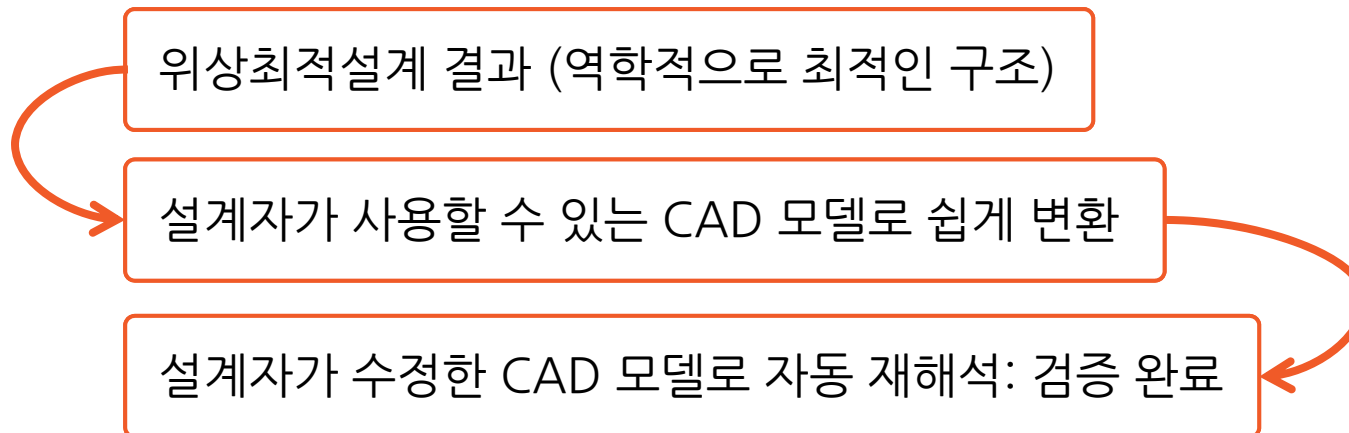 위상최적설계 결과 (역학적으로 최적인 구조)
설계자가 사용할 수 있는 CAD 모델로 쉽게 변환
설계자가 수정한 CAD 모델로 자동 재해석: 검증 완료